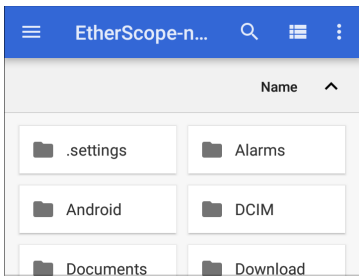 EtherScope-n...
Name
.settings
Alarms
Android
DCIM
Documents
Download